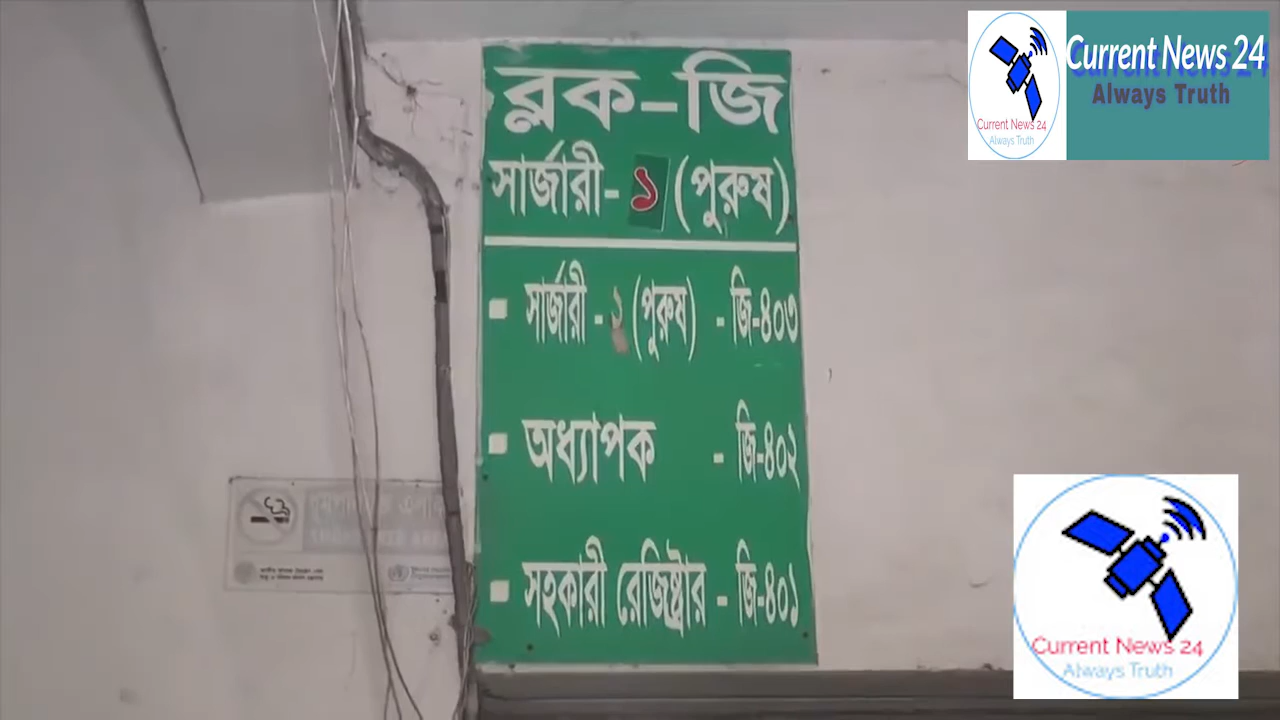 ব্লক-জি
সার্জারী-১ (পুরুষ)
▪ সার্জারী - ১ (পুরুষ) - জি-৪০৩
▪ অধ্যাপক - জি-৪০২
▪ সহকারী রেজিষ্ট্রার - জি-৪০১
Current News 24
Always Truth
Current News 24
Always Truth
Current News 24
Always Truth